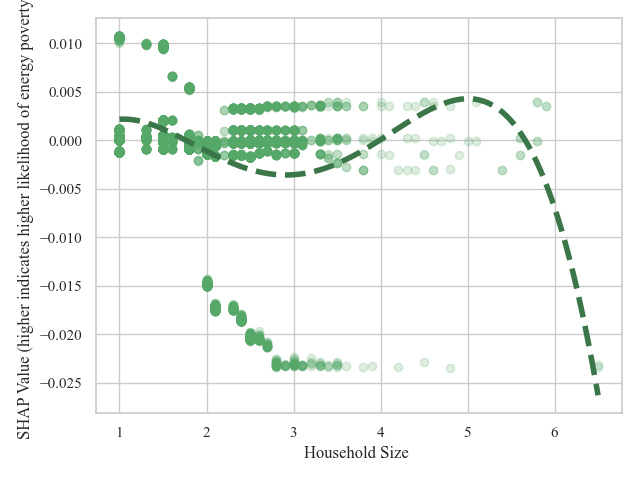 SHAP Value (higher indicates higher likelihood of energy poverty
0.010
0.005
0.000
−0.005
−0.010
−0.015
−0.020
−0.025
1 2 3 4 5 6
Household Size